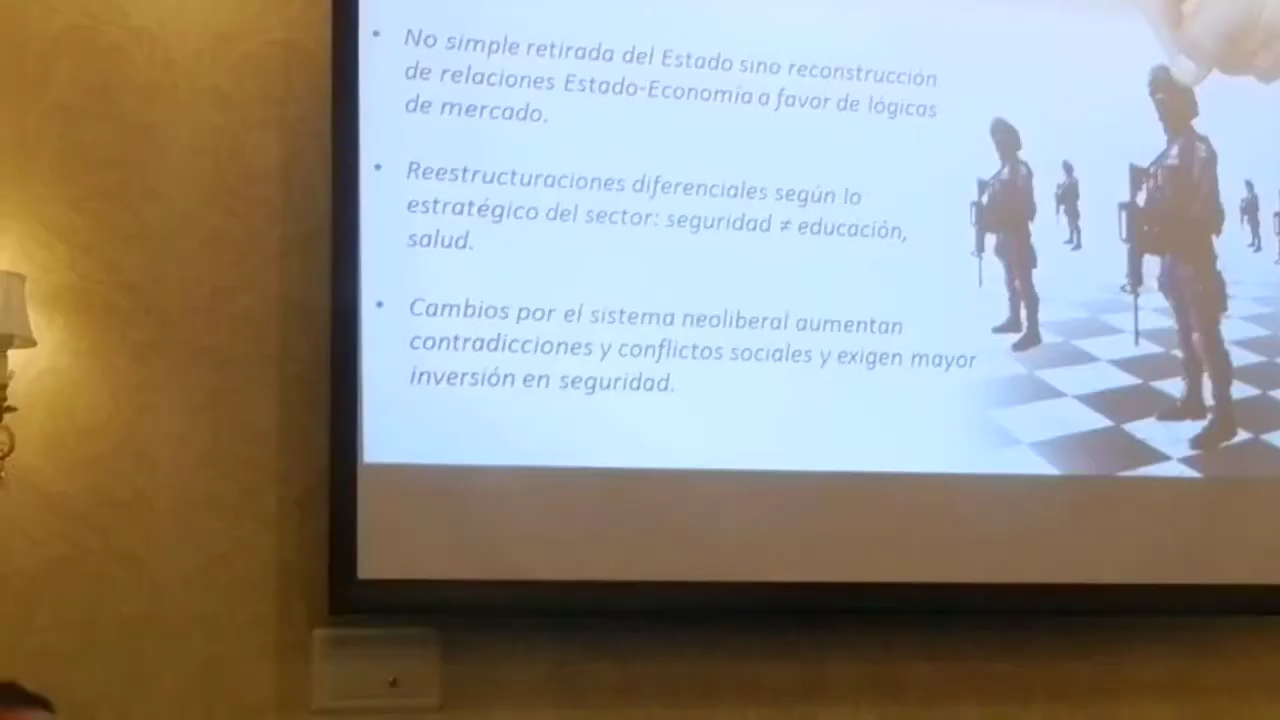 • No simple retirada del Estado sino reconstrucción
de relaciones Estado-Economía a favor de lógicas
de mercado.
• Reestructuraciones diferenciales según lo
estratégico del sector: seguridad ≠ educación,
salud.
• Cambios por el sistema neoliberal aumentan
contradicciones y conflictos sociales y exigen mayor
inversión en seguridad.